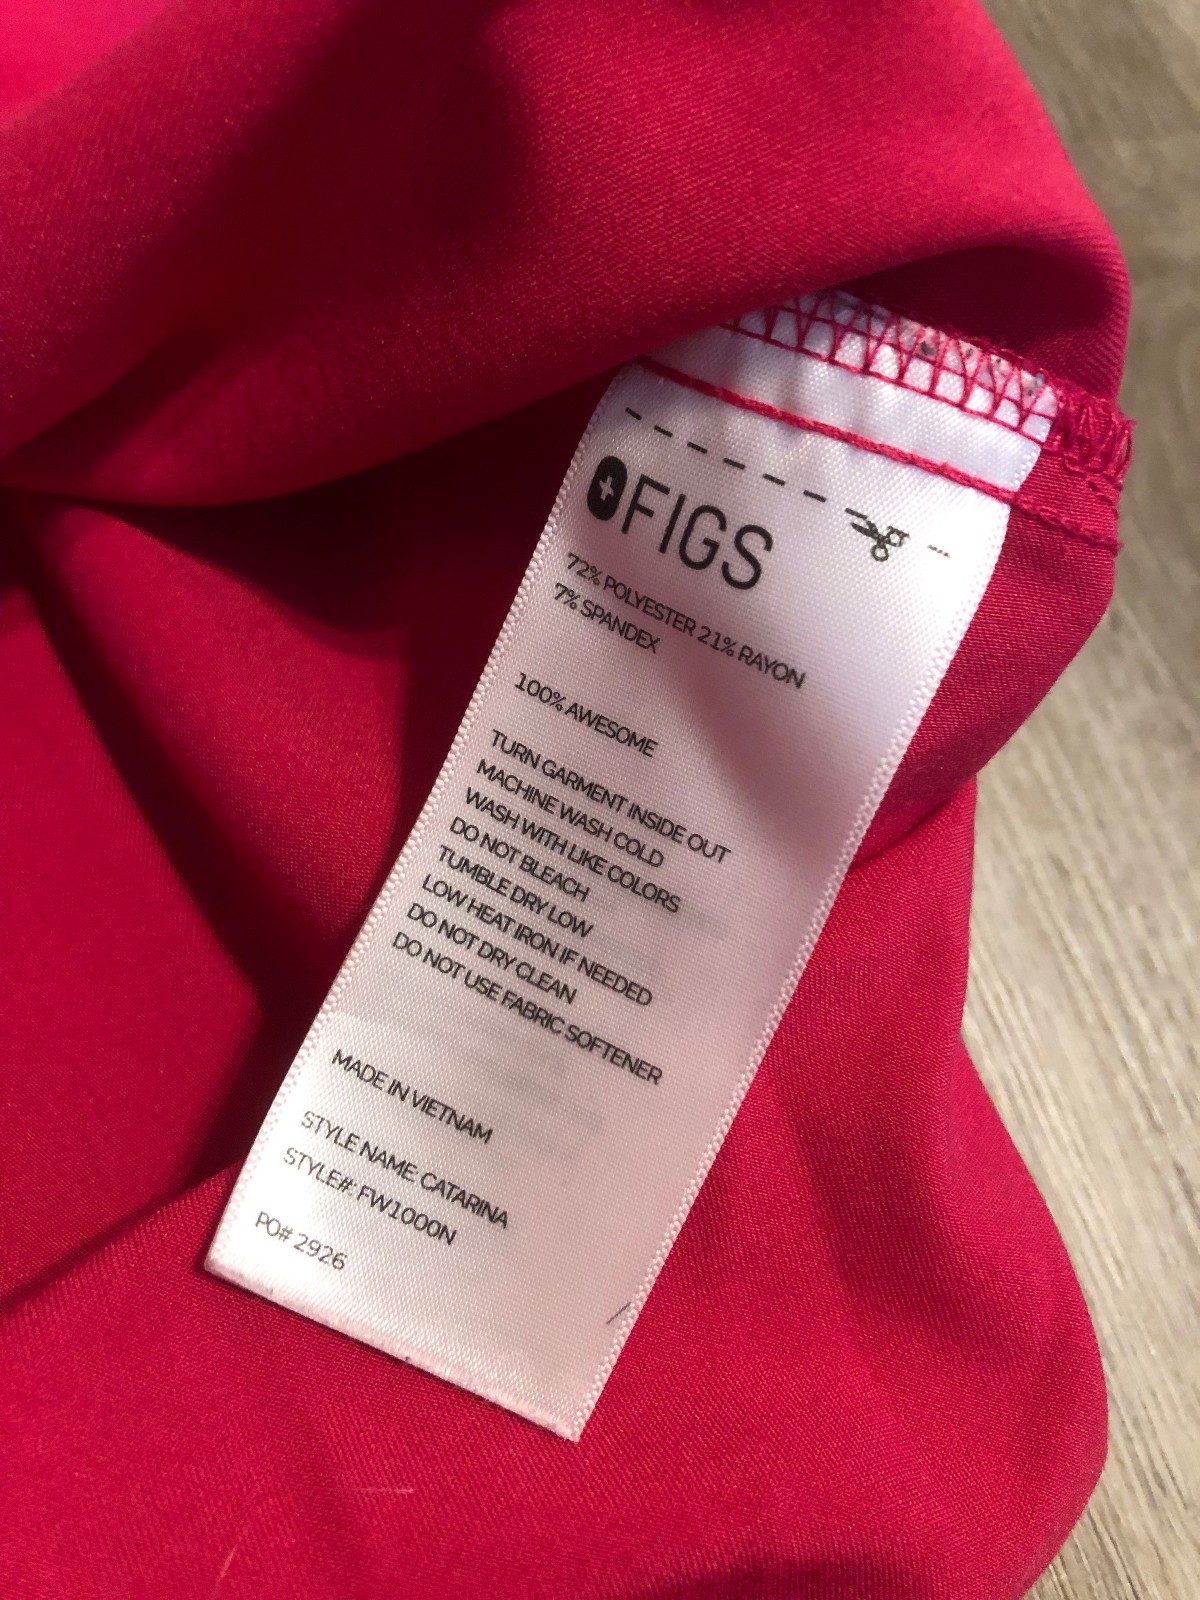 FIGS
72% POLYESTER 21% RAYON
7% SPANDEX
100% AWESOME
TURN GARMENT INSIDE OUT
MACHINE WASH COLD
WASH WITH LIKE COLORS
DO NOT BLEACH
TUMBLE DRY LOW
LOW HEAT IRON IF NEEDED
DO NOT DRY CLEAN
DO NOT USE FABRIC SOFTENER
MADE IN VIETNAM
STYLE NAME: CATARINA
STYLE#: FW1000N
PO# 2926